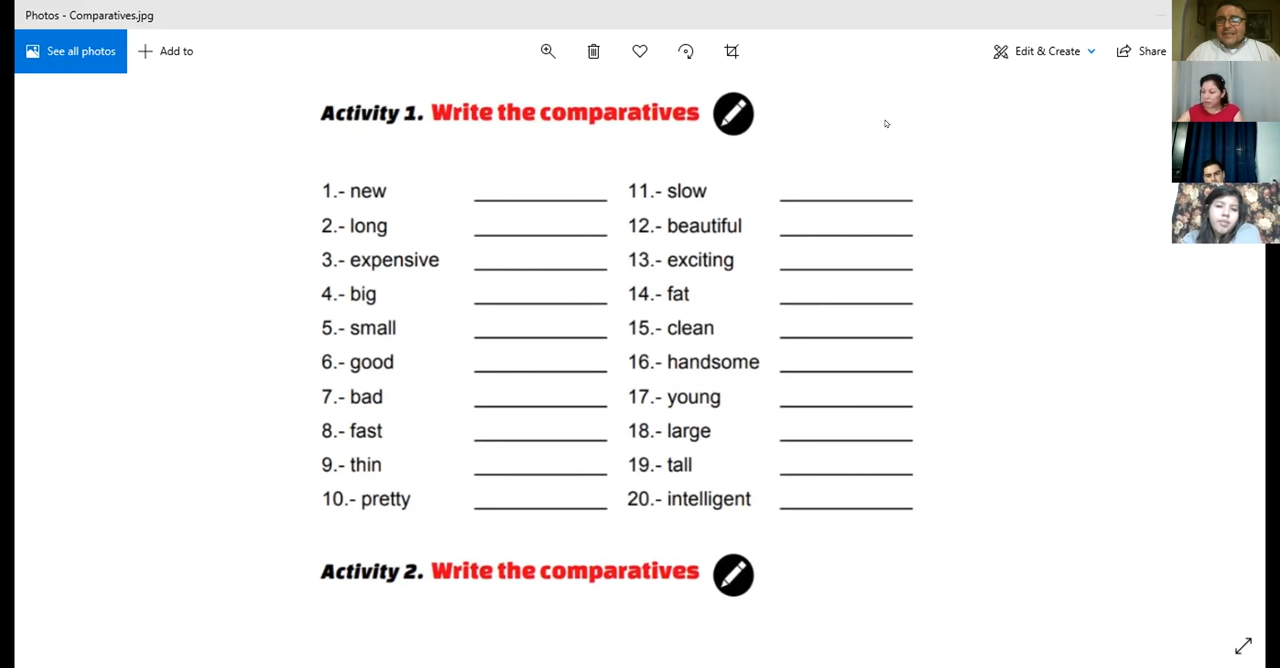 Photos - Comparatives.jpg
See all photos
Add to
Edit & Create
Share
Activity 1. Write the comparatives
1.- new
2.- long
3.- expensive
4.- big
5.- small
6.- good
7.- bad
8.- fast
9.- thin
10.- pretty
11.- slow
12.- beautiful
13.- exciting
14.- fat
15.- clean
16.- handsome
17.- young
18.- large
19.- tall
20.- intelligent
Activity 2. Write the comparatives